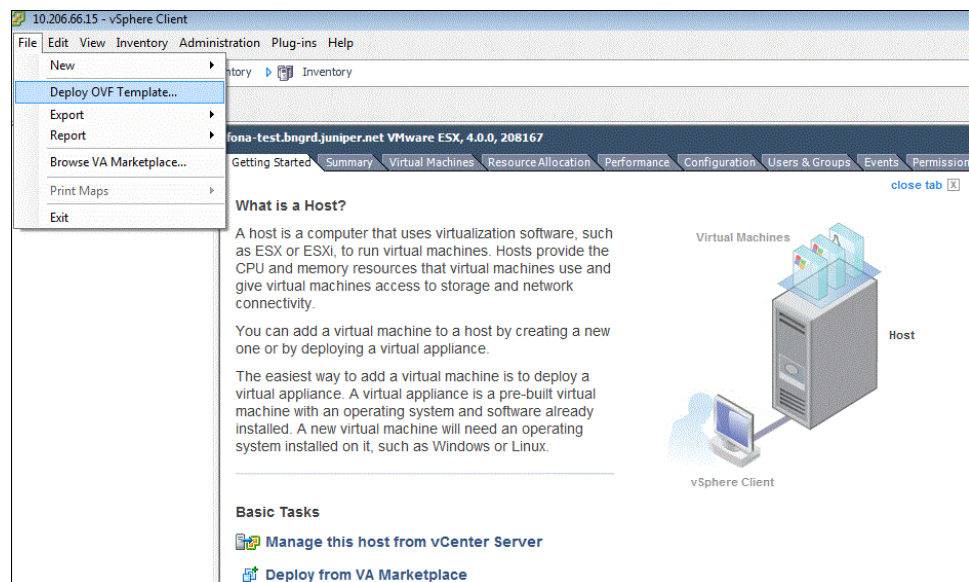 10.206.66.15 - vSphere Client
File Edit View Inventory Administration Plug-ins Help
New
Deploy OVF Template...
Export
Report
Browse VA Marketplace...
Print Maps
Exit
Inventory
fona-test.bngrd.juniper.net VMware ESX, 4.0.0, 208167
Getting Started Summary Virtual Machines Resource Allocation Performance Configuration Users & Groups Events Permission
close tab X
What is a Host?
A host is a computer that uses virtualization software, such
as ESX or ESXi, to run virtual machines. Hosts provide the
CPU and memory resources that virtual machines use and
give virtual machines access to storage and network
connectivity.
You can add a virtual machine to a host by creating a new
one or by deploying a virtual appliance.
The easiest way to add a virtual machine is to deploy a
virtual appliance. A virtual appliance is a pre-built virtual
machine with an operating system and software already
installed. A new virtual machine will need an operating
system installed on it, such as Windows or Linux.
Virtual Machines
Host
vSphere Client
Basic Tasks
Manage this host from vCenter Server
Deploy from VA Marketplace